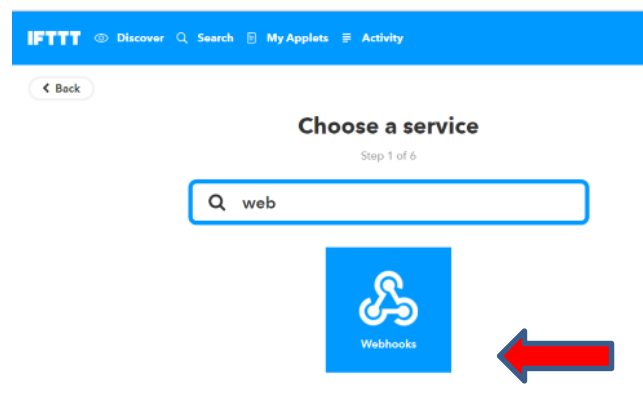 IFTTT Discover Search My Applets Activity
Back
Choose a service
Step 1 of 6
web
Webhooks